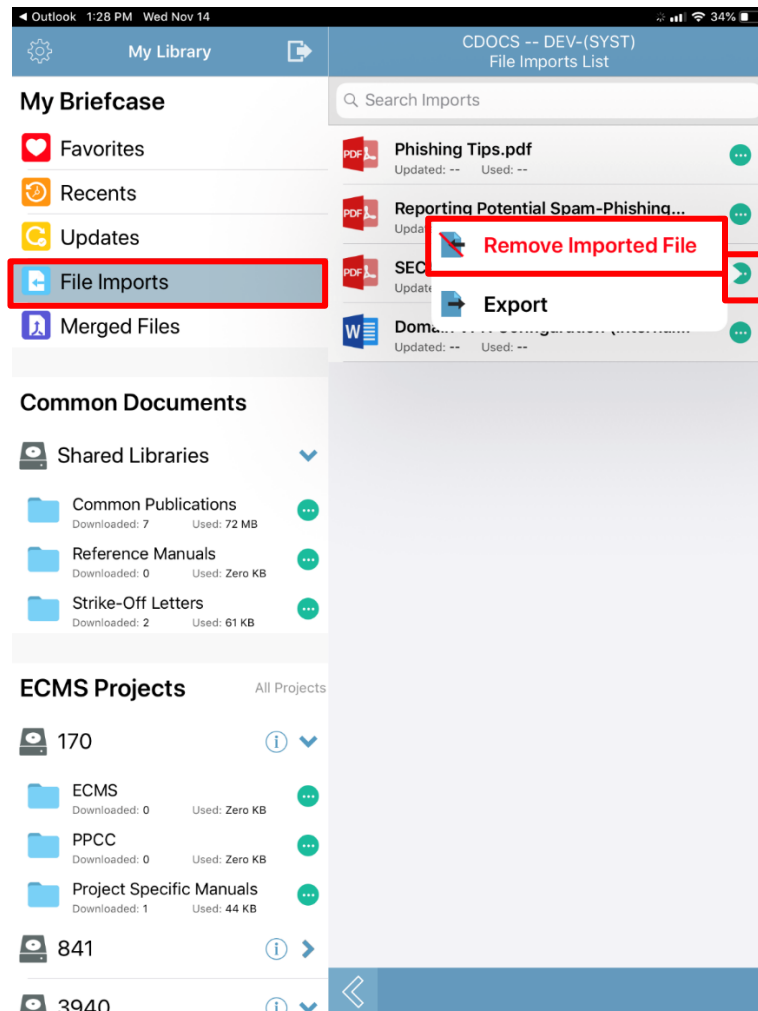 Outlook 1:28 PM Wed Nov 14 34%
My Library
CDOCS -- DEV-(SYST)
File Imports List
My Briefcase
Favorites
Recents
Updates
File Imports
Merged Files
Common Documents
Shared Libraries
Common Publications
Downloaded: 7 Used: 72 MB
Reference Manuals
Downloaded: 0 Used: Zero KB
Strike-Off Letters
Downloaded: 2 Used: 61 KB
ECMS Projects All Projects
170
ECMS
Downloaded: 0 Used: Zero KB
PPCC
Downloaded: 0 Used: Zero KB
Project Specific Manuals
Downloaded: 1 Used: 44 KB
841
3940
Search Imports
PDF Phishing Tips.pdf
Updated: -- Used: --
PDF Reporting Potential Spam-Phishing...
Remove Imported File
PDF SEC
Export
W
Updated: -- Used: --